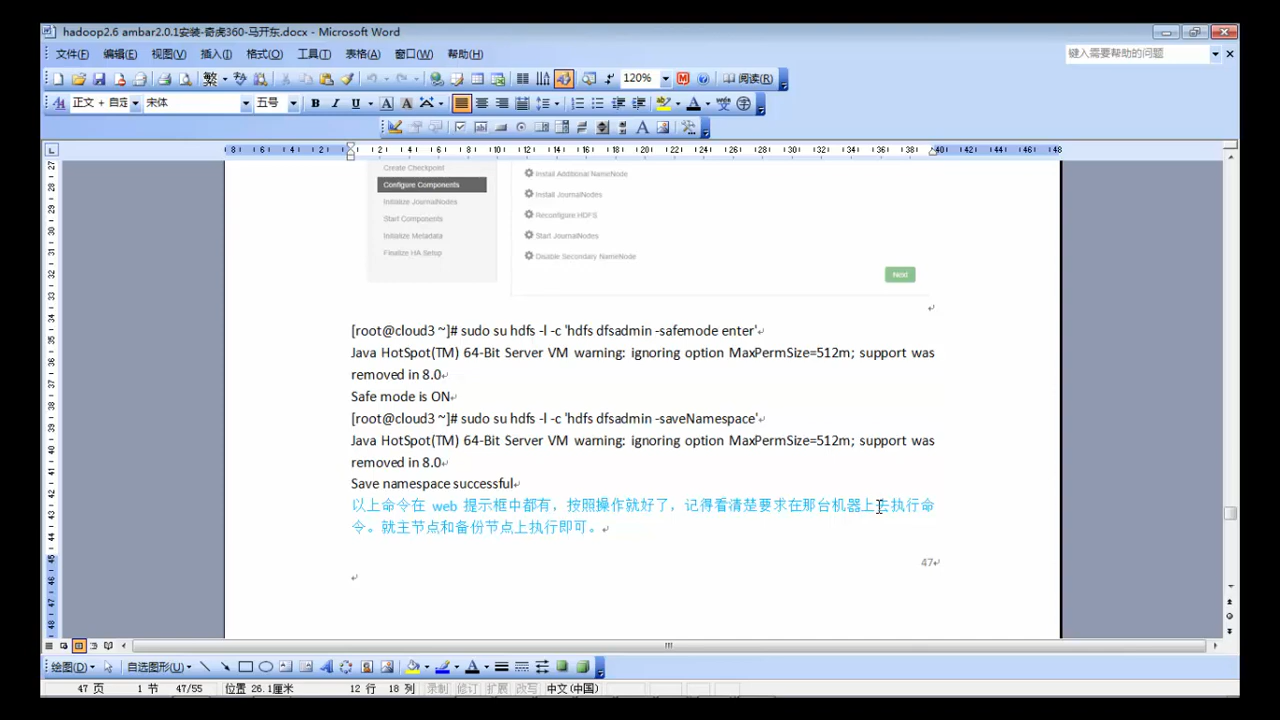 hadoop2.6 ambar2.0.1安装-奇虎360-马开东.docx - Microsoft Word
文件(F) 编辑(E) 视图(V) 插入(I) 格式(O) 工具(T) 表格(A) 窗口(W) 帮助(H) 键入需要帮助的问题
120% 阅读(R)
正文 + 自定 宋体 五号
Create Checkpoint
Install Additional NameNode
Configure Components
Install JournalNodes
Initialize JournalNodes
Reconfigure HDFS
Start Components
Start JournalNodes
Initialize Metadata
Disable Secondary NameNode
Finalize HA Setup
Next
[root@cloud3 ~]# sudo su hdfs -l -c 'hdfs dfsadmin -safemode enter'
Java HotSpot(TM) 64-Bit Server VM warning: ignoring option MaxPermSize=512m; support was
removed in 8.0
Safe mode is ON
[root@cloud3 ~]# sudo su hdfs -l -c 'hdfs dfsadmin -saveNamespace'
Java HotSpot(TM) 64-Bit Server VM warning: ignoring option MaxPermSize=512m; support was
removed in 8.0
Save namespace successful
以上命令在 web 提示框中都有，按照操作就好了，记得看清楚要求在那台机器上去执行命
令。就主节点和备份节点上执行即可。
47
绘图(D) 自选图形(U)
47 页 1 节 47/55 位置 26.1厘米 12 行 18 列 录制 修订 扩展 改写 中文(中国)